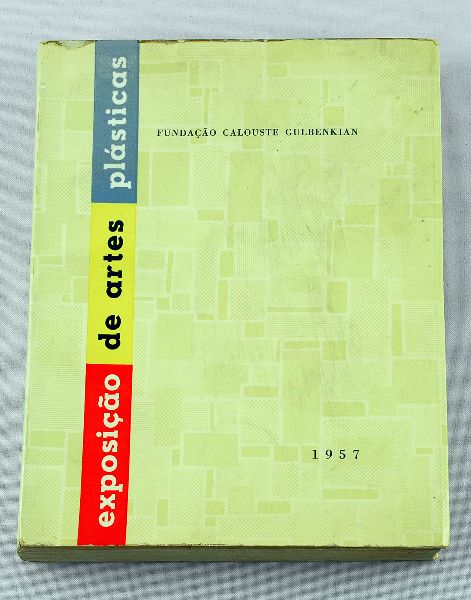 exposição de artes plásticas
FUNDAÇÃO CALOUSTE GULBENKIAN
1957